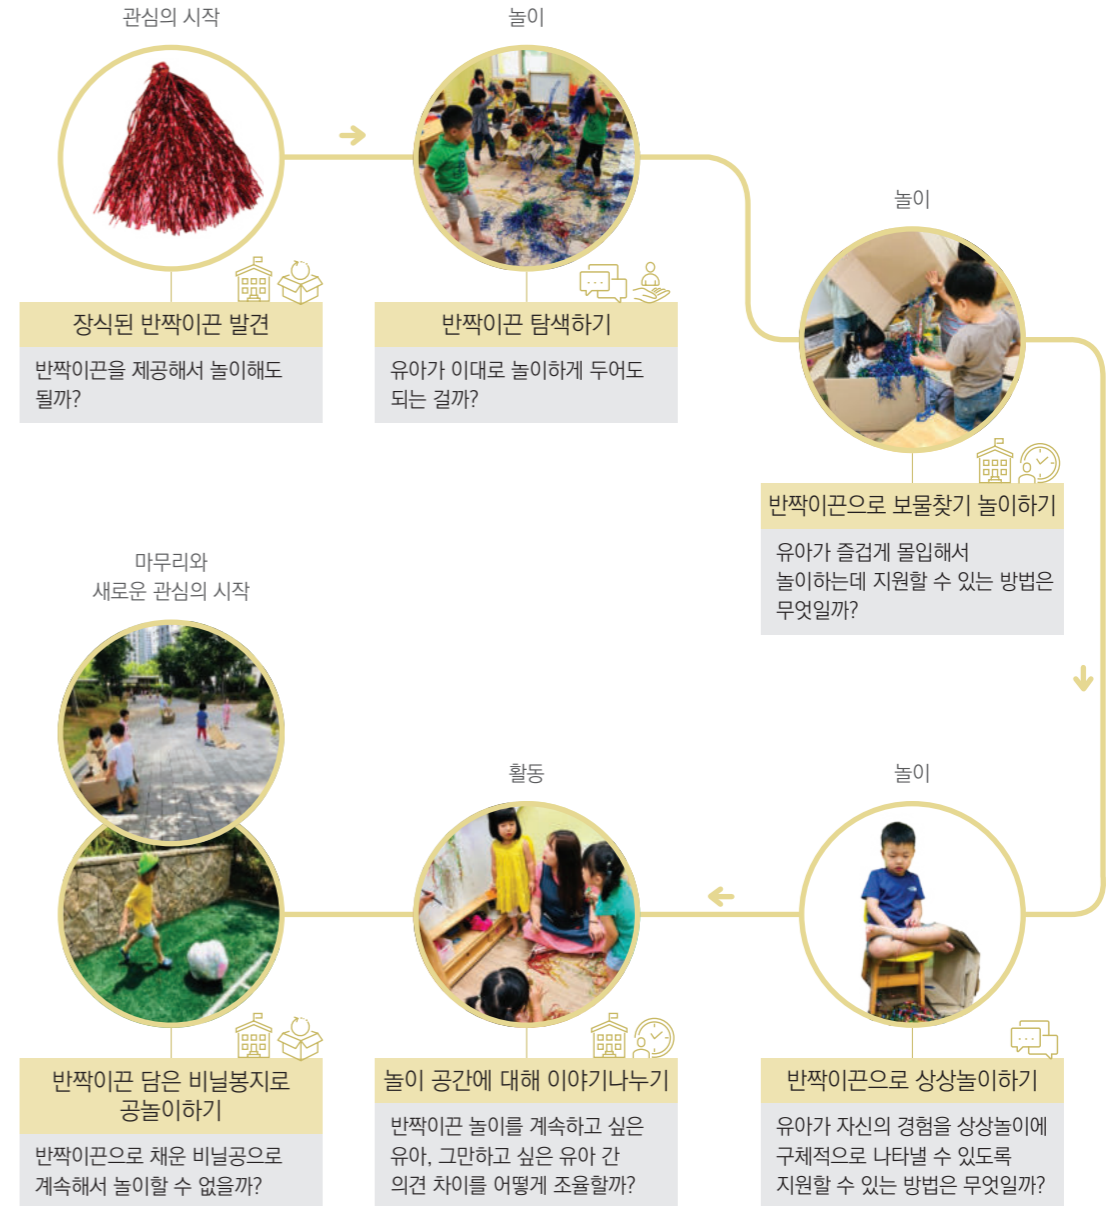 관심의 시작
장식된 반짝이끈 발견
반짝이끈을 제공해서 놀이해도
될까?
놀이
반짝이끈 탐색하기
유아가 이대로 놀이하게 두어도
되는 걸까?
놀이
반짝이끈으로 보물찾기 놀이하기
유아가 즐겁게 몰입해서
놀이하는데 지원할 수 있는 방법은
무엇일까?
놀이
반짝이끈으로 상상놀이하기
유아가 자신의 경험을 상상놀이에
구체적으로 나타낼 수 있도록
지원할 수 있는 방법은 무엇일까?
활동
놀이 공간에 대해 이야기나누기
반짝이끈 놀이를 계속하고 싶은
유아, 그만하고 싶은 유아 간
의견 차이를 어떻게 조율할까?
마무리와
새로운 관심의 시작
반짝이끈 담은 비닐봉지로
공놀이하기
반짝이끈으로 채운 비닐공으로
계속해서 놀이할 수 없을까?